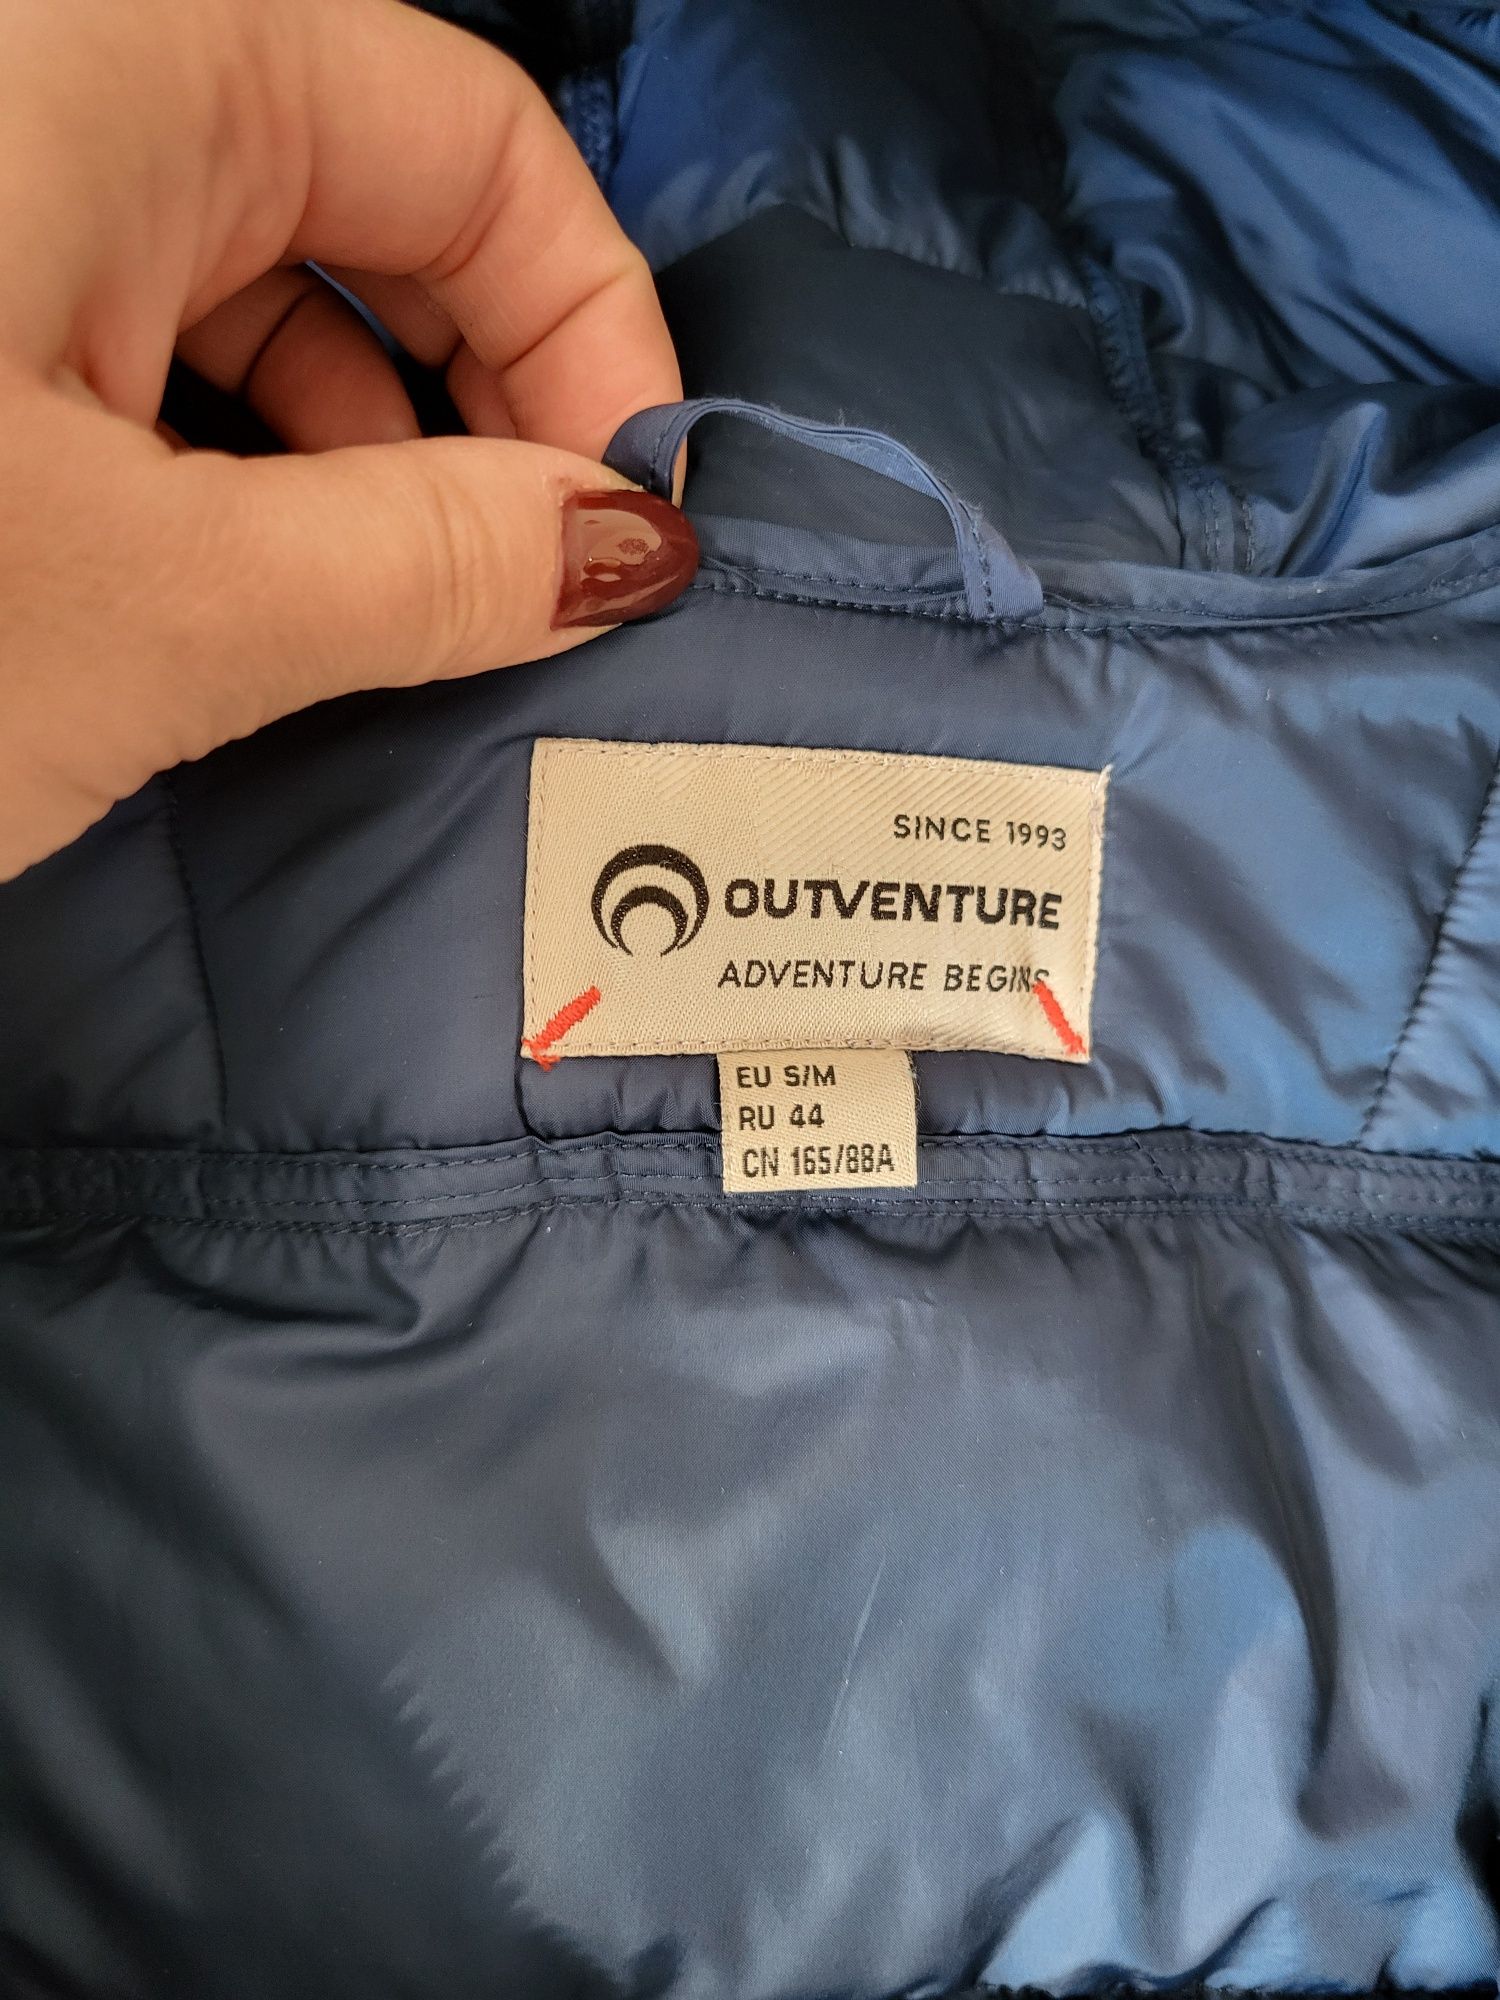 SINCE 1993
OUTVENTURE
ADVENTURE BEGINS
EU S/M
RU 44
CN 165/88A